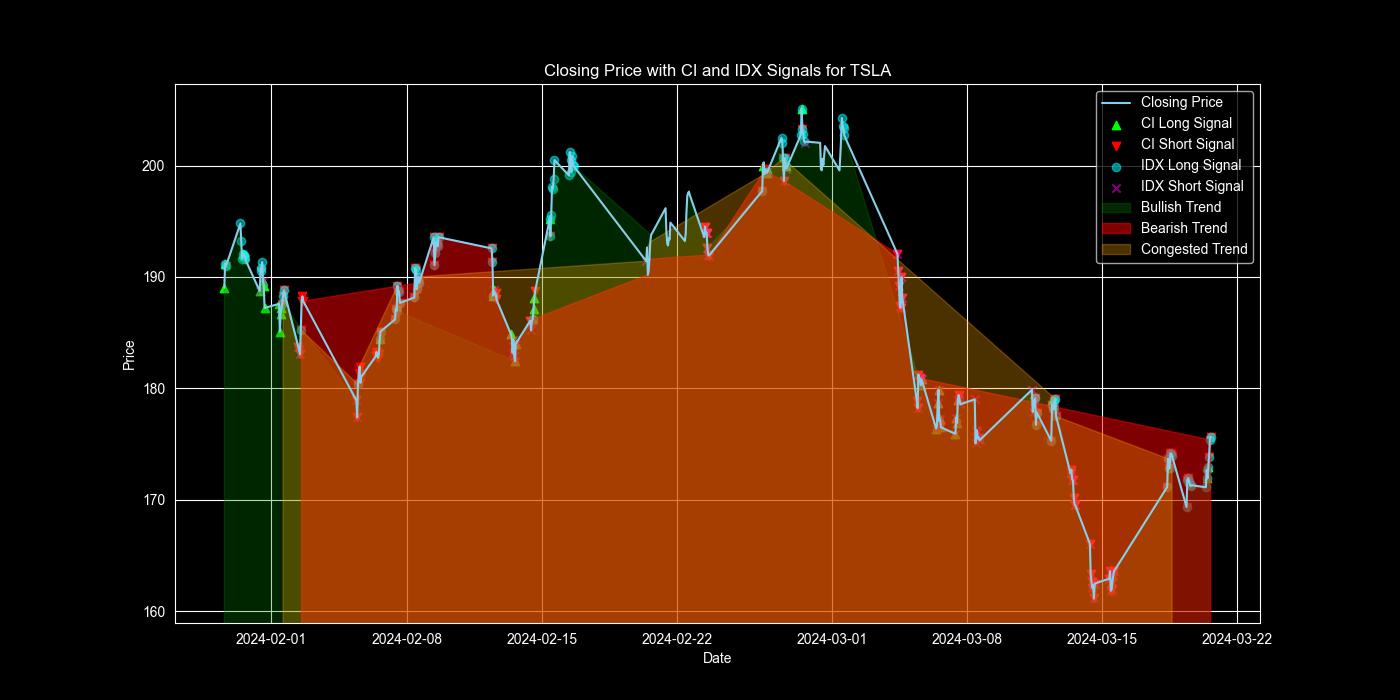 Closing Price with CI and IDX Signals for TSLA
Closing Price
CI Long Signal
CI Short Signal
IDX Long Signal
IDX Short Signal
Bullish Trend
Bearish Trend
Congested Trend
Price
200
190
180
170
160
2024-02-01
2024-02-08
2024-02-15
2024-02-22
2024-03-01
2024-03-08
2024-03-15
2024-03-22
Date